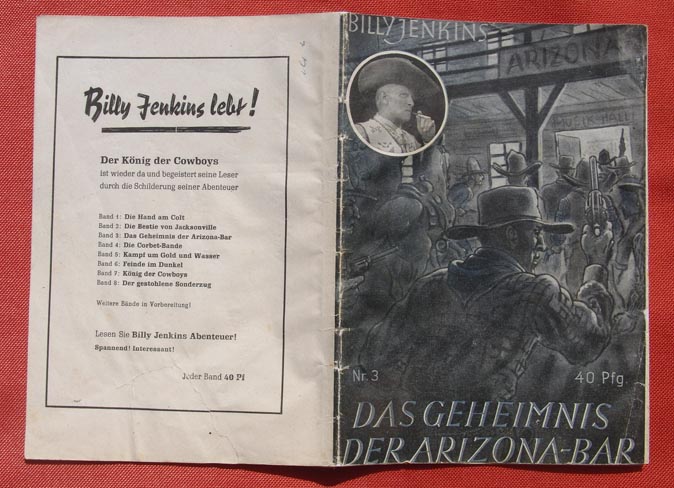 Billy Jenkins lebt!
Der König der Cowboys
ist wieder da und begeistert seine Leser
durch die Schilderung seiner Abenteuer
Band 1: Die Hand am Colt
Band 2: Die Bestie von Jacksonville
Band 3: Das Geheimnis der Arizona-Bar
Band 4: Die Corbet-Bande
Band 5: Kampf um Gold und Wasser
Band 6: Feinde im Dunkel
Band 7: König der Cowboys
Band 8: Der gestohlene Sonderzug
Weitere Bände in Vorbereitung!
Lesen Sie Billy Jenkins Abenteuer!
Spannend! Interessant!
Jeder Band 40 Pf
BILLY JENKINS
ARIZONA
MUSIK-HALL
Nr. 3
40 Pfg.
DAS GEHEIMNIS
DER ARIZONA-BAR